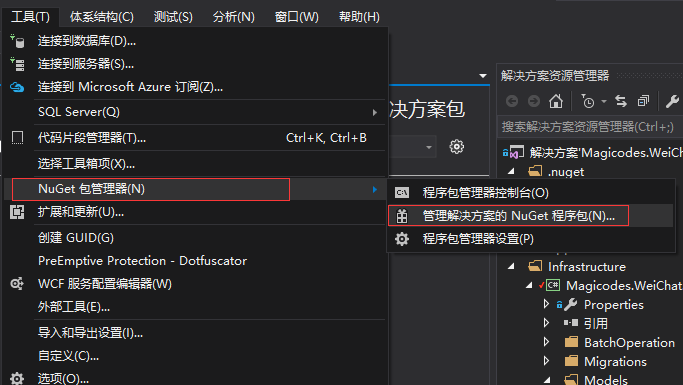 工具(T) 体系结构(C) 测试(S) 分析(N) 窗口(W) 帮助(H)
连接到数据库(D)...
连接到服务器(S)...
连接到 Microsoft Azure 订阅(Z)...
SQL Server(Q)
代码片段管理器(T)... Ctrl+K, Ctrl+B
选择工具箱项(X)...
NuGet 包管理器(N)
扩展和更新(U)...
创建 GUID(G)
PreEmptive Protection - Dotfuscator
WCF 服务配置编辑器(W)
外部工具(E)...
导入和导出设置(I)...
自定义(C)...
选项(O)...
决方案包
程序包管理器控制台(O)
管理解决方案的 NuGet 程序包(N)...
程序包管理器设置(P)
解决方案资源管理器
搜索解决方案资源管理器(Ctrl+;)
解决方案'Magicodes.WeiCh
.nuget
Infrastructure
Magicodes.WeiChat
Properties
引用
BatchOperation
Migrations
Models